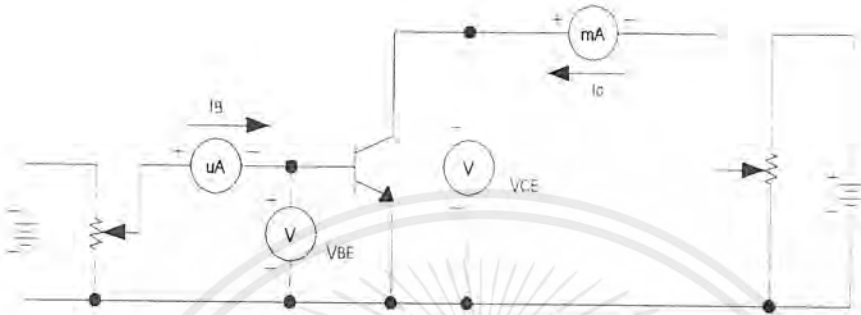 + mA −
Ic
IB
+ uA −
V
VCE
V
VBE